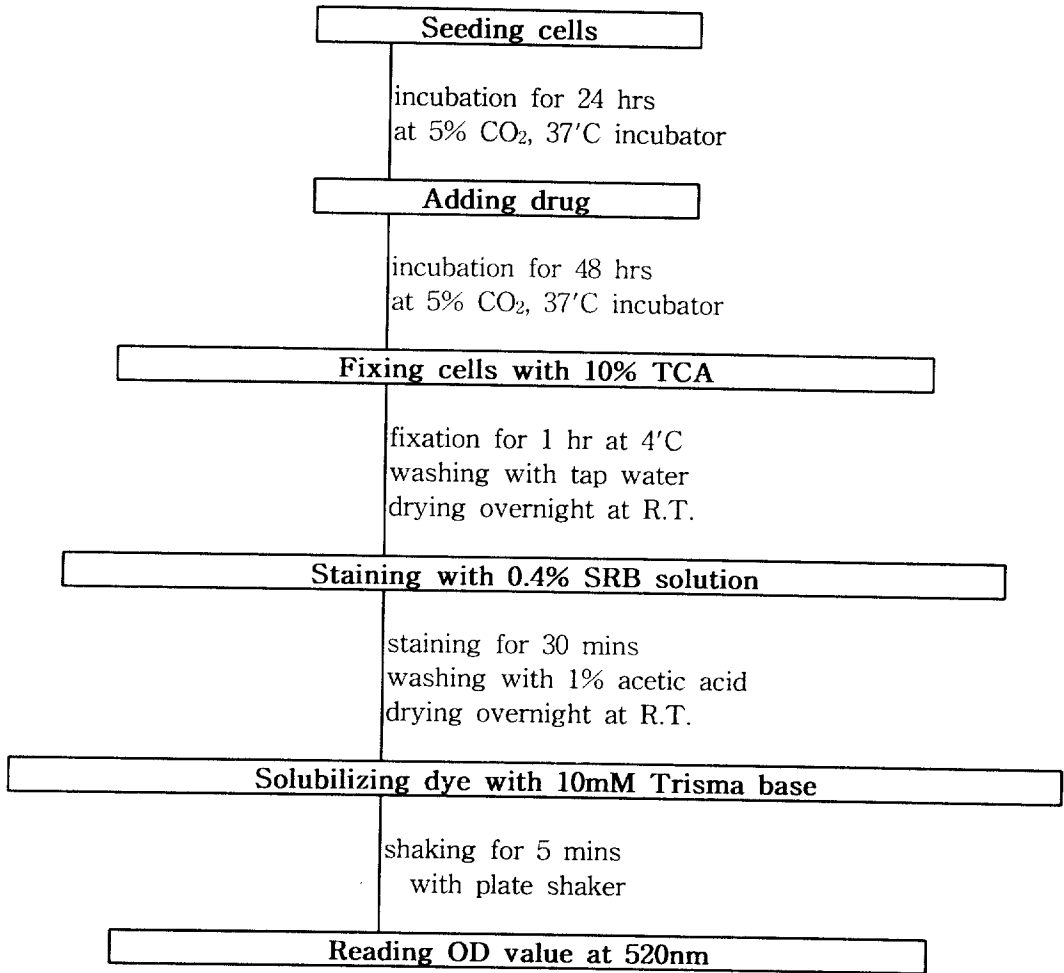 Seeding cells
incubation for 24 hrs
at 5% CO₂, 37'C incubator
Adding drug
incubation for 48 hrs
at 5% CO₂, 37'C incubator
Fixing cells with 10% TCA
fixation for 1 hr at 4'C
washing with tap water
drying overnight at R.T.
Staining with 0.4% SRB solution
staining for 30 mins
washing with 1% acetic acid
drying overnight at R.T.
Solubilizing dye with 10mM Trisma base
shaking for 5 mins
with plate shaker
Reading OD value at 520nm